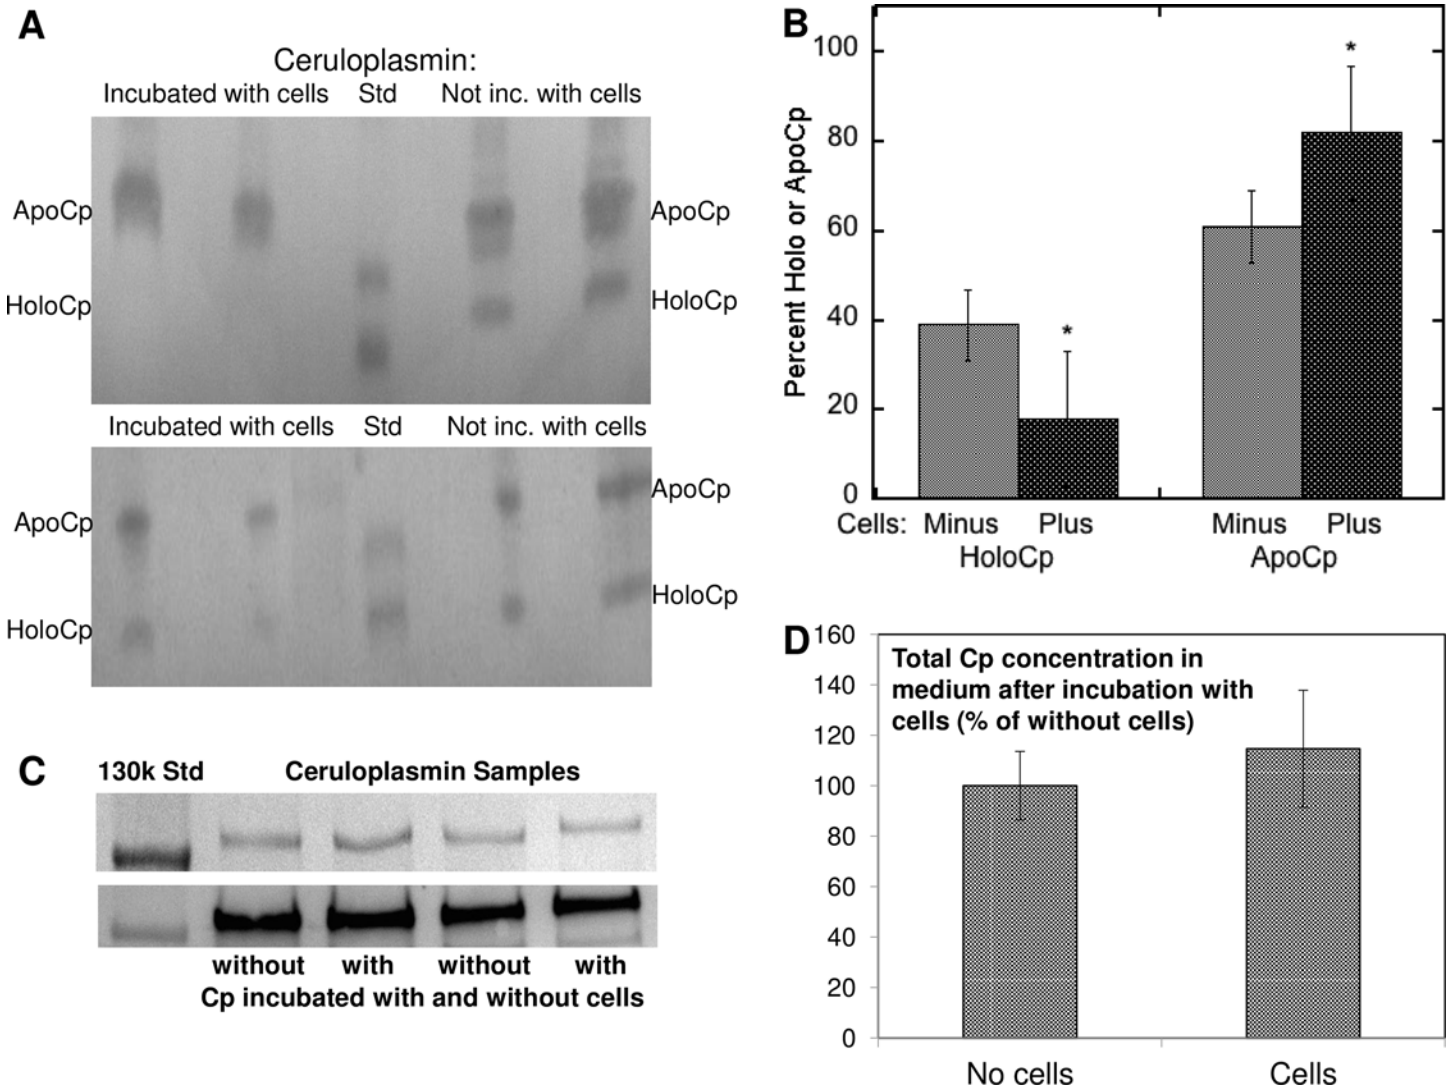 A
Ceruloplasmin:
Incubated with cells Std Not inc. with cells
ApoCp ApoCp
HoloCp HoloCp
Incubated with cells Std Not inc. with cells
ApoCp
ApoCp
HoloCp
HoloCp
B
Percent Holo or ApoCp
100
80
60
40
20
0
*
*
Cells: Minus Plus Minus Plus
HoloCp ApoCp
C
130k Std Ceruloplasmin Samples
without with without with
Cp incubated with and without cells
D
Total Cp concentration in
medium after incubation with
cells (% of without cells)
160
140
120
100
80
60
40
20
0
No cells Cells